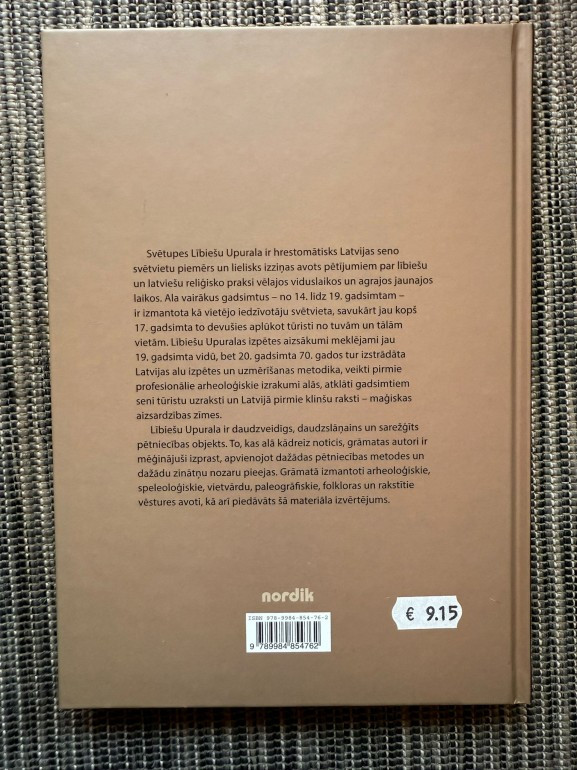 Svētupes Lībiešu Upurala ir hrestomātisks Latvijas seno
svētvietu piemērs un lielisks izziņas avots pētījumiem par lībiešu
un latviešu reliģisko praksi vēlajos viduslaikos un agrajos jaunajos
laikos. Ala vairākus gadsimtus – no 14. līdz 19. gadsimtam –
ir izmantota kā vietējo iedzīvotāju svētvieta, savukārt jau kopš
17. gadsimta to devušies aplūkot tūristi no tuvām un tālām
vietām. Lībiešu Upuralas izpētes aizsākumi meklējami jau
19. gadsimta vidū, bet 20. gadsimta 70. gados tur izstrādāta
Latvijas alu izpētes un uzmērīšanas metodika, veikti pirmie
profesionālie arheoloģiskie izrakumi alās, atklāti gadsimtiem
seni tūristu uzraksti un Latvijā pirmie klinšu raksti – maģiskas
aizsardzības zīmes.
Lībiešu Upurala ir daudzveidīgs, daudzslāņains un sarežģīts
pētniecības objekts. To, kas alā kādreiz noticis, grāmatas autori ir
mēģinājuši izprast, apvienojot dažādas pētniecības metodes un
dažādu zinātņu nozaru pieejas. Grāmatā izmantoti arheoloģiskie,
speleoloģiskie, vietvārdu, paleogrāfiskie, folkloras un rakstītie
vēstures avoti, kā arī piedāvāts šā materiāla izvērtējums.
nordik
€ 9.15
ISBN 978-9984-854-76-2
9 789984 854762